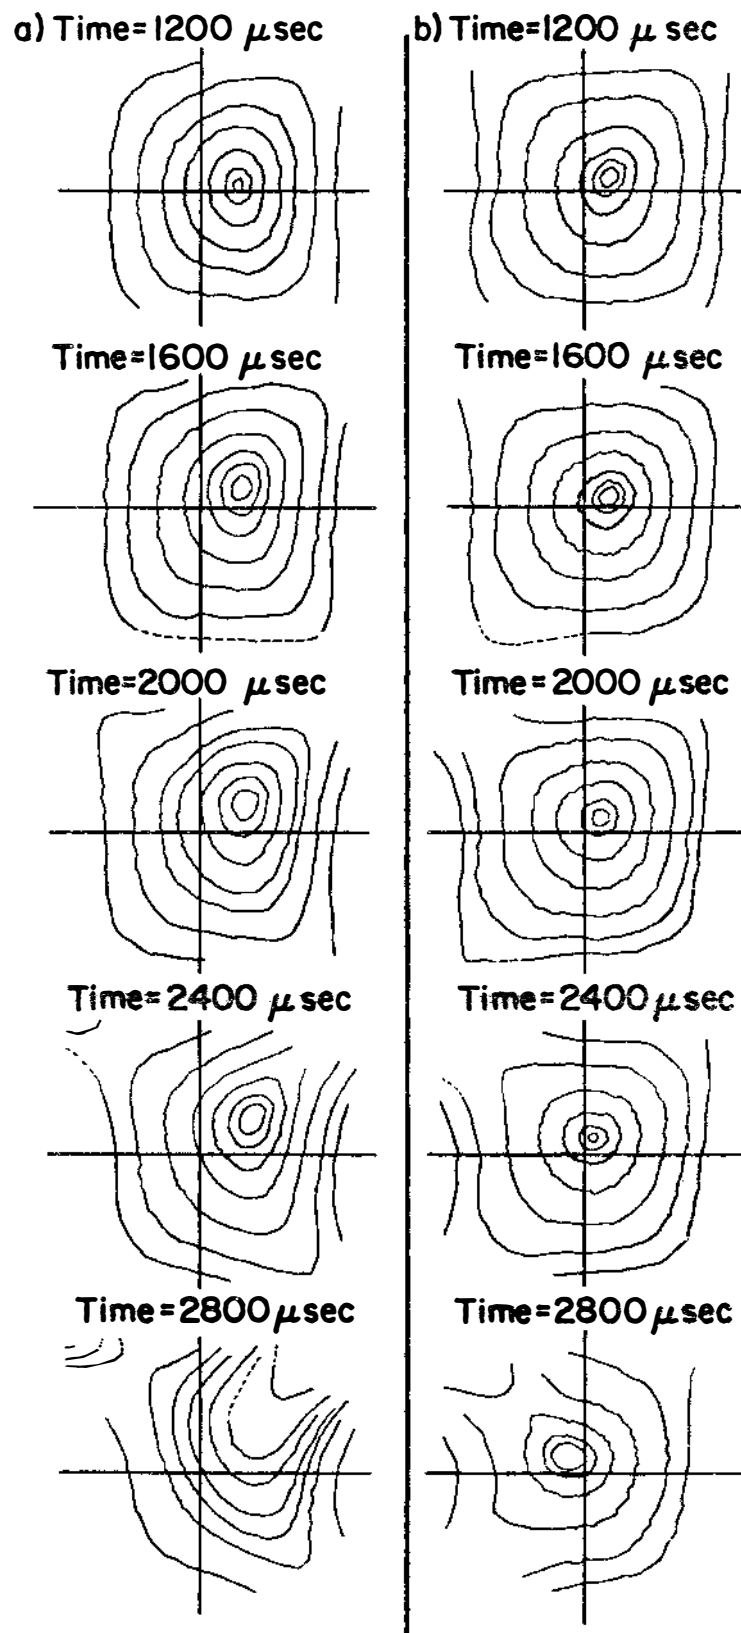 a) Time=1200 μsec
Time=1600 μsec
Time=2000 μsec
Time=2400 μsec
Time=2800 μsec
b) Time=1200 μ sec
Time=1600 μsec
Time=2000 μsec
Time=2400 μsec
Time=2800 μsec